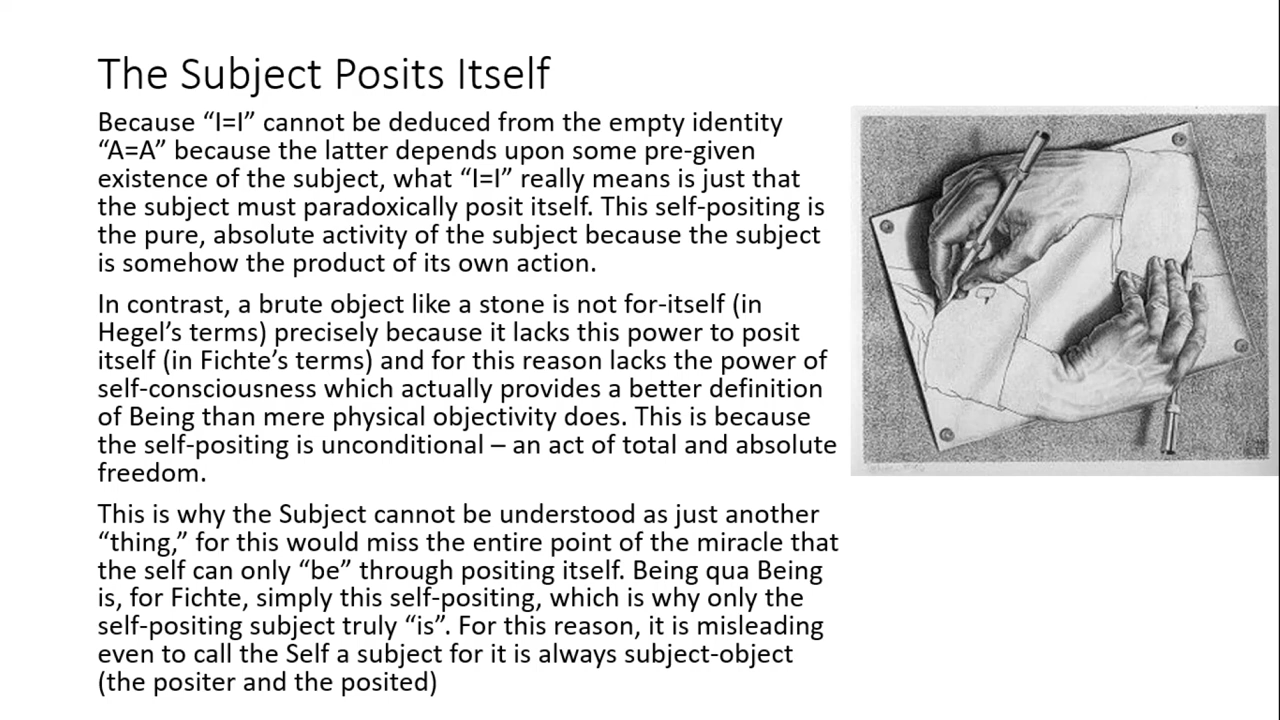 The Subject Posits Itself
Because “I=I” cannot be deduced from the empty identity
“A=A” because the latter depends upon some pre-given
existence of the subject, what “I=I” really means is just that
the subject must paradoxically posit itself. This self-positing is
the pure, absolute activity of the subject because the subject
is somehow the product of its own action.
In contrast, a brute object like a stone is not for-itself (in
Hegel’s terms) precisely because it lacks this power to posit
itself (in Fichte’s terms) and for this reason lacks the power of
self-consciousness which actually provides a better definition
of Being than mere physical objectivity does. This is because
the self-positing is unconditional – an act of total and absolute
freedom.
This is why the Subject cannot be understood as just another
“thing,” for this would miss the entire point of the miracle that
the self can only “be” through positing itself. Being qua Being
is, for Fichte, simply this self-positing, which is why only the
self-positing subject truly “is”. For this reason, it is misleading
even to call the Self a subject for it is always subject-object
(the positer and the posited)